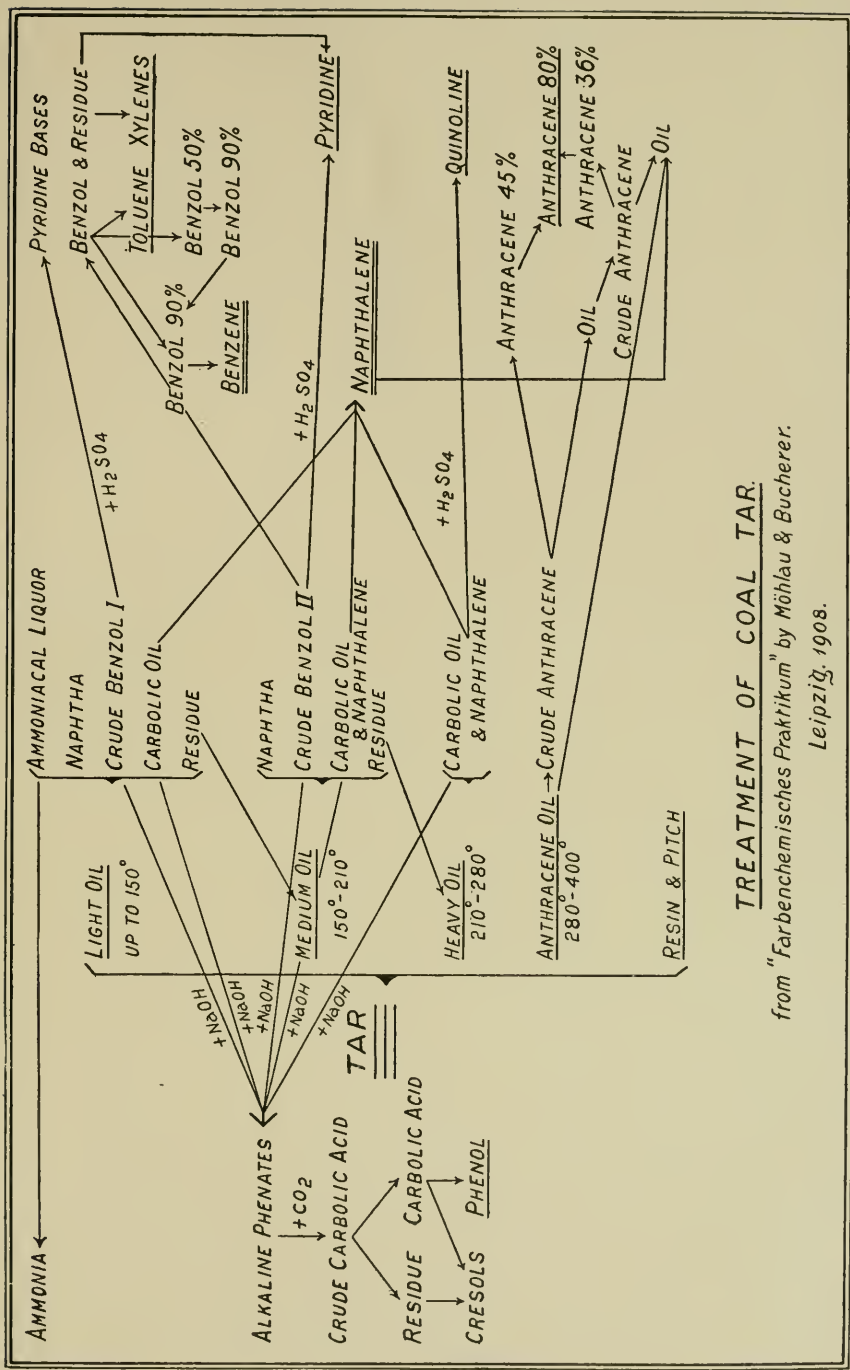 AMMONIA
ALKALINE PHENATES
+CO2
CRUDE CARBOLIC ACID
RESIDUE CARBOLIC ACID
CRESOLS PHENOL
TAR
+NaOH
+NaOH
+NaOH
+NaOH
+NaOH
LIGHT OIL
UP TO 150°
MEDIUM OIL
150°-210°
HEAVY OIL
210°-280°
ANTHRACENE OIL
280°-400°
RESIN & PITCH
AMMONIACAL LIQUOR
NAPHTHA
CRUDE BENZOL I
CARBOLIC OIL
RESIDUE
NAPHTHA
CRUDE BENZOL II
CARBOLIC OIL
& NAPHTHALENE
RESIDUE
CARBOLIC OIL
& NAPHTHALENE
CRUDE ANTHRACENE
+H2SO4
+H2SO4
+H2SO4
PYRIDINE BASES
BENZOL & RESIDUE
TOLUENE XYLENES
BENZOL 50%
BENZOL 90%
BENZOL 90%
BENZENE
PYRIDINE
NAPHTHALENE
QUINOLINE
ANTHRACENE 45%
ANTHRACENE 80%
ANTHRACENE 36%
OIL
CRUDE ANTHRACENE
OIL
TREATMENT OF COAL TAR.
from "Farbenchemisches Praktikum" by Möhlau & Bucherer.
Leipzig. 1908.